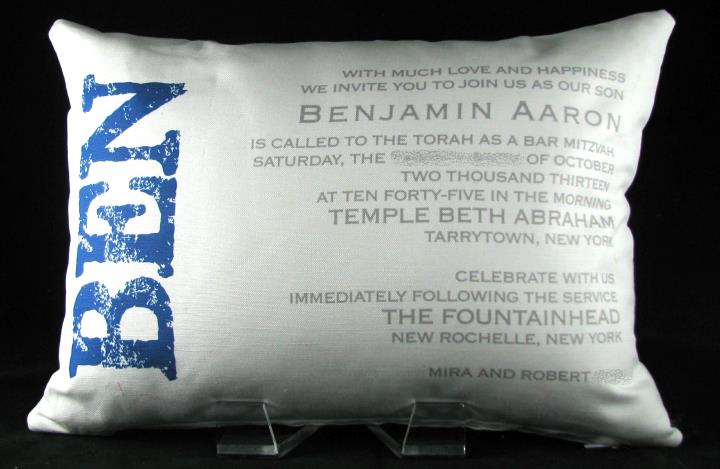 BEN
WITH MUCH LOVE AND HAPPINESS
WE INVITE YOU TO JOIN US AS OUR SON
BENJAMIN AARON
IS CALLED TO THE TORAH AS A BAR MITZVAH
SATURDAY, THE OF OCTOBER
TWO THOUSAND THIRTEEN
AT TEN FORTY-FIVE IN THE MORNING
TEMPLE BETH ABRAHAM
TARRYTOWN, NEW YORK
CELEBRATE WITH US
IMMEDIATELY FOLLOWING THE SERVICE
THE FOUNTAINHEAD
NEW ROCHELLE, NEW YORK
MIRA AND ROBERT